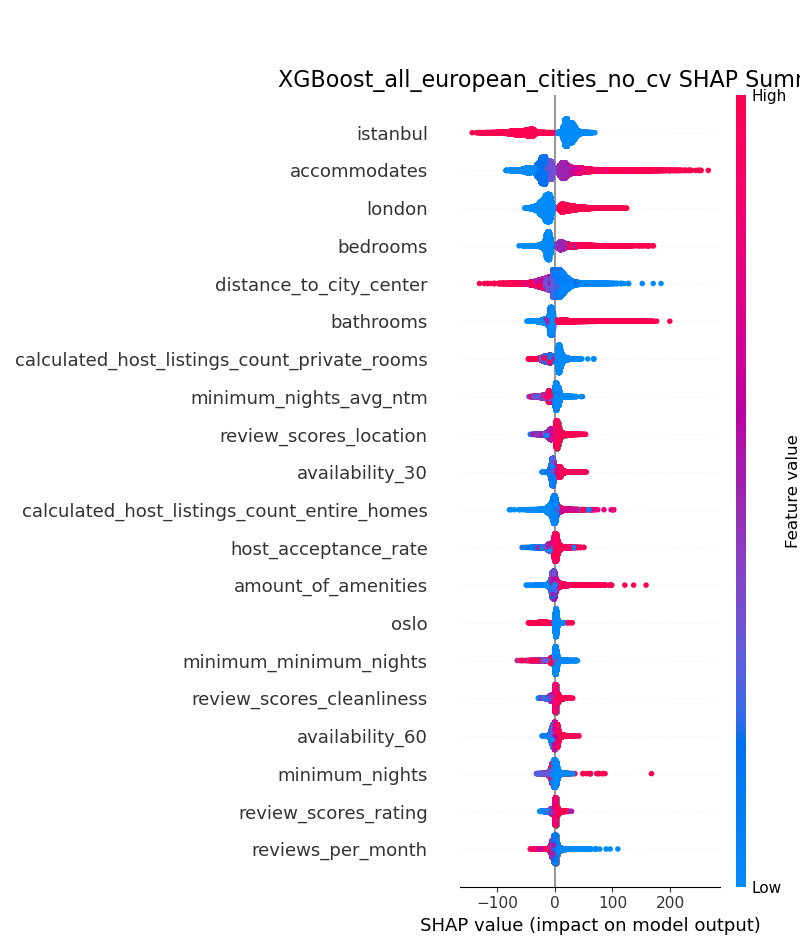 XGBoost_all_european_cities_no_cv SHAP Sum
High
istanbul
accommodates
london
bedrooms
distance_to_city_center
bathrooms
calculated_host_listings_count_private_rooms
minimum_nights_avg_ntm
review_scores_location
availability_30
calculated_host_listings_count_entire_homes
host_acceptance_rate
amount_of_amenities
oslo
minimum_minimum_nights
review_scores_cleanliness
availability_60
minimum_nights
review_scores_rating
reviews_per_month
Feature value
Low
−100 0 100 200
SHAP value (impact on model output)